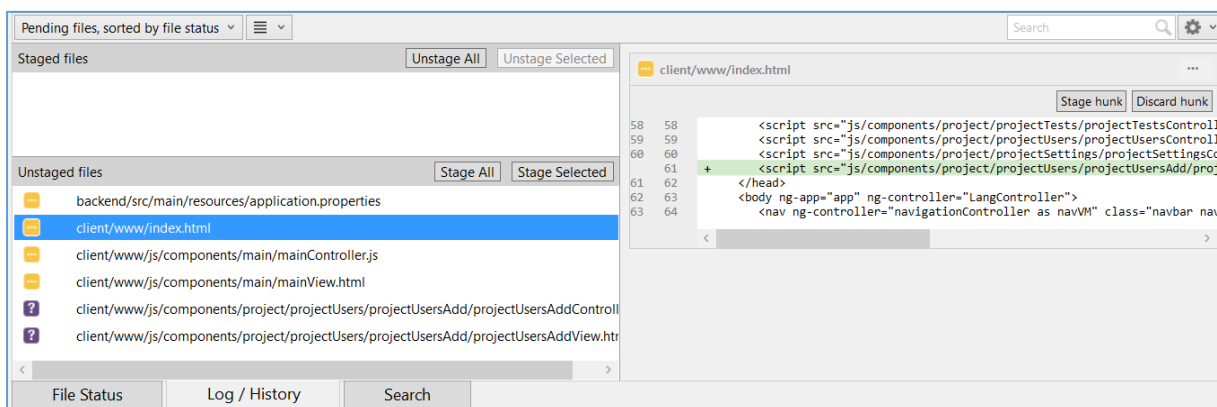 Pending files, sorted by file status
Search
Staged files
Unstage All
Unstage Selected
Unstaged files
Stage All
Stage Selected
backend/src/main/resources/application.properties
client/www/index.html
client/www/js/components/main/mainController.js
client/www/js/components/main/mainView.html
client/www/js/components/project/projectUsers/projectUsersAdd/projectUsersAddControll
client/www/js/components/project/projectUsers/projectUsersAdd/projectUsersAddView.htr
File Status
Log / History
Search
client/www/index.html
Stage hunk
Discard hunk
58 58 <script src="js/components/project/projectTests/projectTestsControll
59 59 <script src="js/components/project/projectUsers/projectUsersControll
60 60 <script src="js/components/project/projectSettings/projectSettingsCo
61 + <script src="js/components/project/projectUsers/projectUsersAdd/proj
61 62 </head>
62 63 <body ng-app="app" ng-controller="LangController">
63 64 <nav ng-controller="navigationController as navVM" class="navbar nav